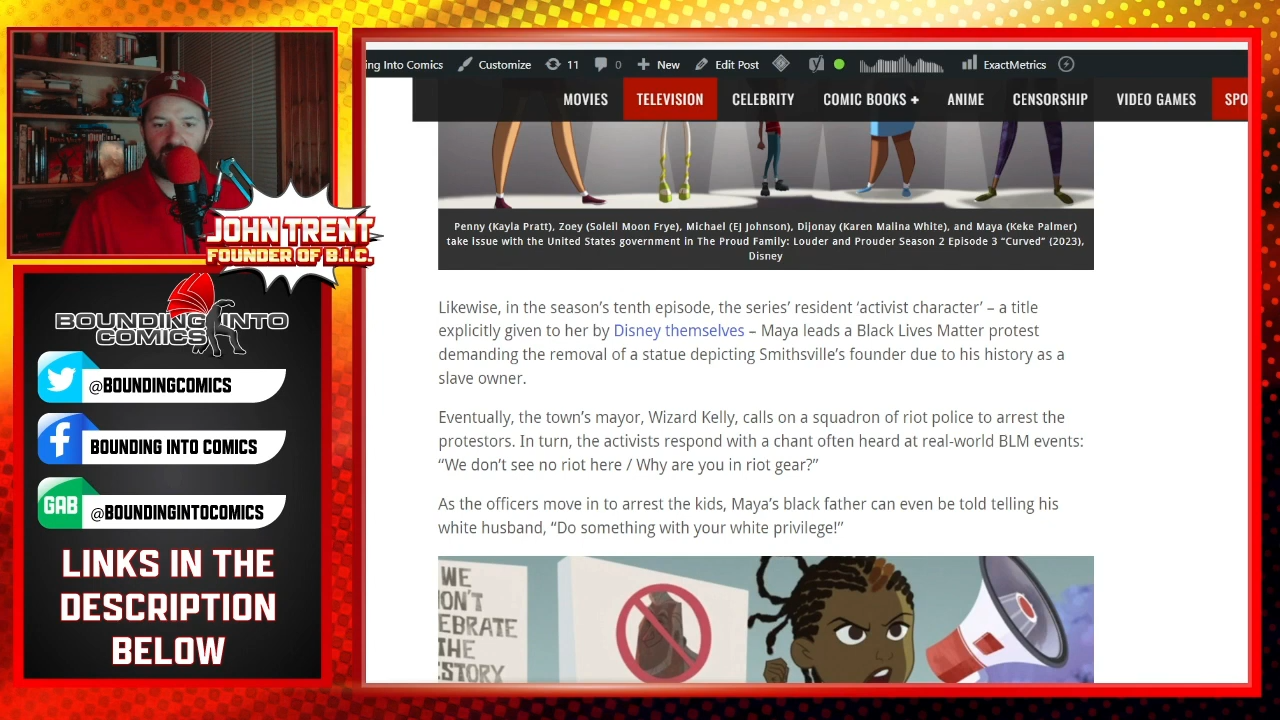 JOHN TRENT
FOUNDER OF B.I.C.
BOUNDING INTO
COMICS
@BOUNDINGCOMICS
BOUNDING INTO COMICS
GAB
@BOUNDINGINTOCOMICS
LINKS IN THE
DESCRIPTION
BELOW
ing Into Comics Customize 11 0 New Edit Post ExactMetrics
MOVIES TELEVISION CELEBRITY COMIC BOOKS + ANIME CENSORSHIP VIDEO GAMES SPO
Penny (Kayla Pratt), Zoey (Solell Moon Frye), Michael (EJ Johnson), Dijonay (Karen Malina White), and Maya (Keke Palmer)
take issue with the United States government in The Proud Family: Louder and Prouder Season 2 Episode 3 “Curved” (2023),
Disney
Likewise, in the season’s tenth episode, the series’ resident ‘activist character’ – a title
explicitly given to her by Disney themselves – Maya leads a Black Lives Matter protest
demanding the removal of a statue depicting Smithsville’s founder due to his history as a
slave owner.
Eventually, the town’s mayor, Wizard Kelly, calls on a squadron of riot police to arrest the
protestors. In turn, the activists respond with a chant often heard at real-world BLM events:
“We don’t see no riot here / Why are you in riot gear?”
As the officers move in to arrest the kids, Maya’s black father can even be told telling his
white husband, “Do something with your white privilege!”
WE
ON'T
EBRATE
THE
STORY